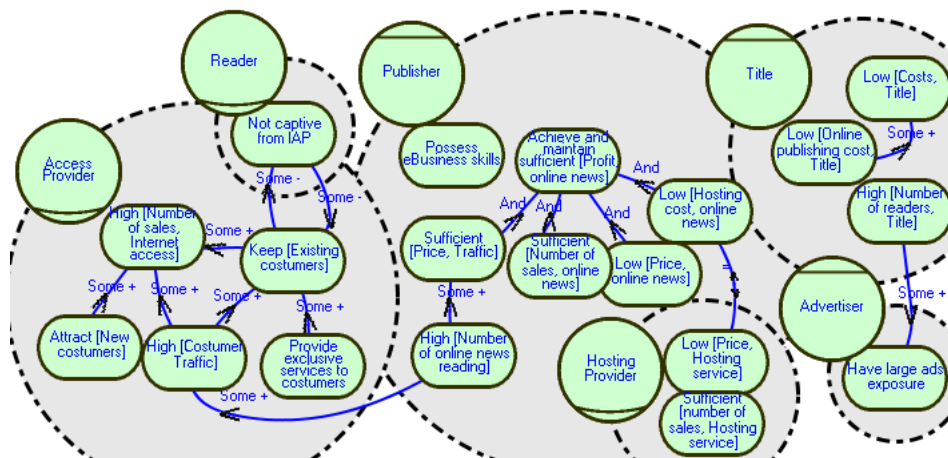 Reader
Not captive
from IAP
Access
Provider
Some -
Some -
High [Number
of sales,
Internet
access]
Some +
Keep [Existing
costumers]
Some +
Some +
Some +
Some +
Attract [New
costumers]
High [Costumer
Traffic]
Provide
exclusive
services to
costumers
Some +
Publisher
Possess
eBusiness skills
Achieve and
maintain
sufficient [Profit,
online news]
And
And
And
And
Sufficient
[Price, Traffic]
Sufficient
[Number of
sales, online
news]
Low [Price,
online news]
Low [Hosting
cost, online
news]
Some +
=
High [Number
of online news
reading]
Hosting
Provider
Low [Price,
Hosting
service]
Sufficient
[number of
sales, Hosting
service]
Title
Low [Costs,
Title]
Low [Online
publishing cost,
Title]
Some +
High [Number
of readers,
Title]
Some +
Advertiser
Have large ads
exposure